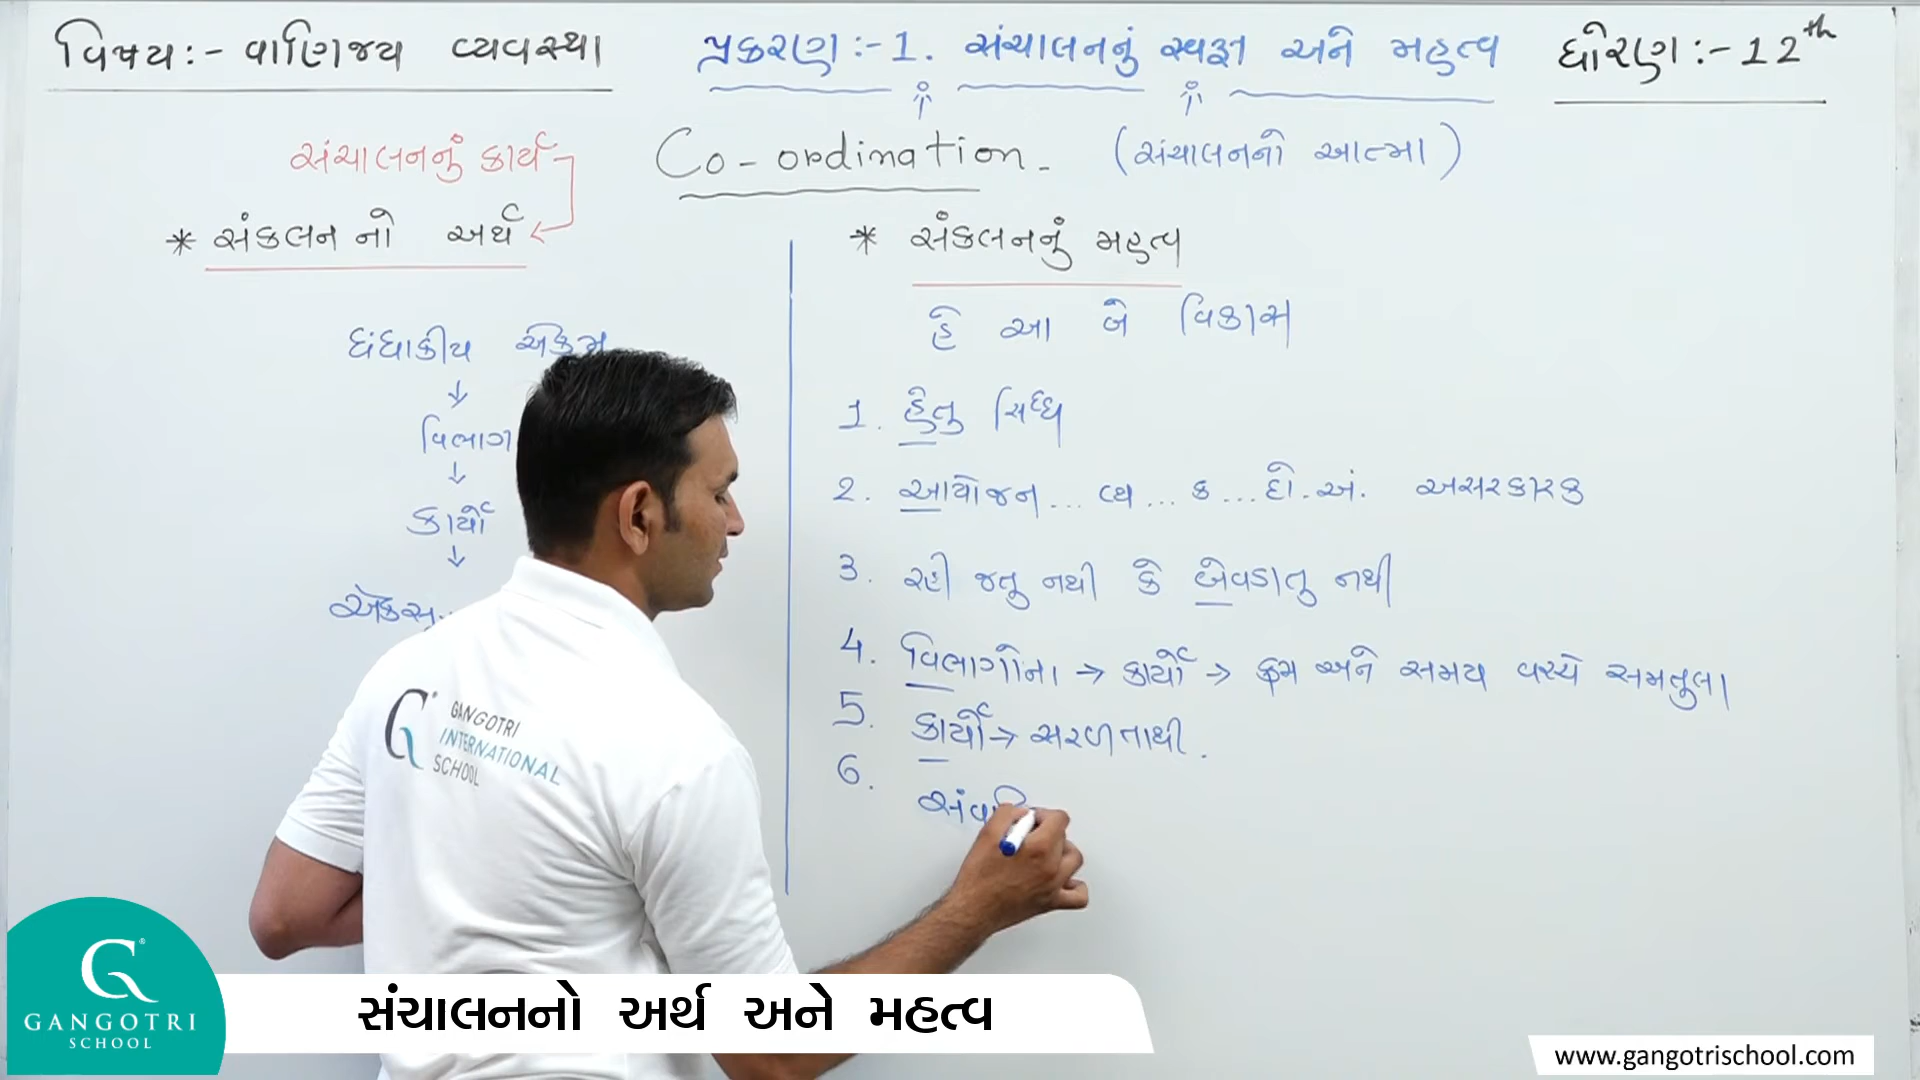 વિષય:- વાણિજ્ય વ્યવસ્થા
પ્રકરણ:-1. સંચાલનનું સ્વરૂપ અને મહત્વ
ધોરણ:-12th
સંચાલનનું કાર્ય
Co-ordination.
(સંચાલનનો આત્મા)
* સંકલન નો અર્થ
ધંધાકીય એકમ
↓
વિભાગ
↓
કાર્યો
↓
* સંકલનનું મહત્વ
હે આ બે વિકાસ
1. હેતુ સિધ્ધ
2. આયોજન... વ્ય... ક...દો.અં. અસરકારક
3. રહી જતુ નથી કે બેવડાતુ નથી
4. વિભાગોના → કાર્યો → ક્રમ અને સમય વચ્ચે સમતુલા
5. કાર્યો → સરળતાથી.
6.
GANGOTRI
INTERNATIONAL
SCHOOL
GANGOTRI
SCHOOL
સંચાલનનો અર્થ અને મહત્વ
www.gangotrischool.com